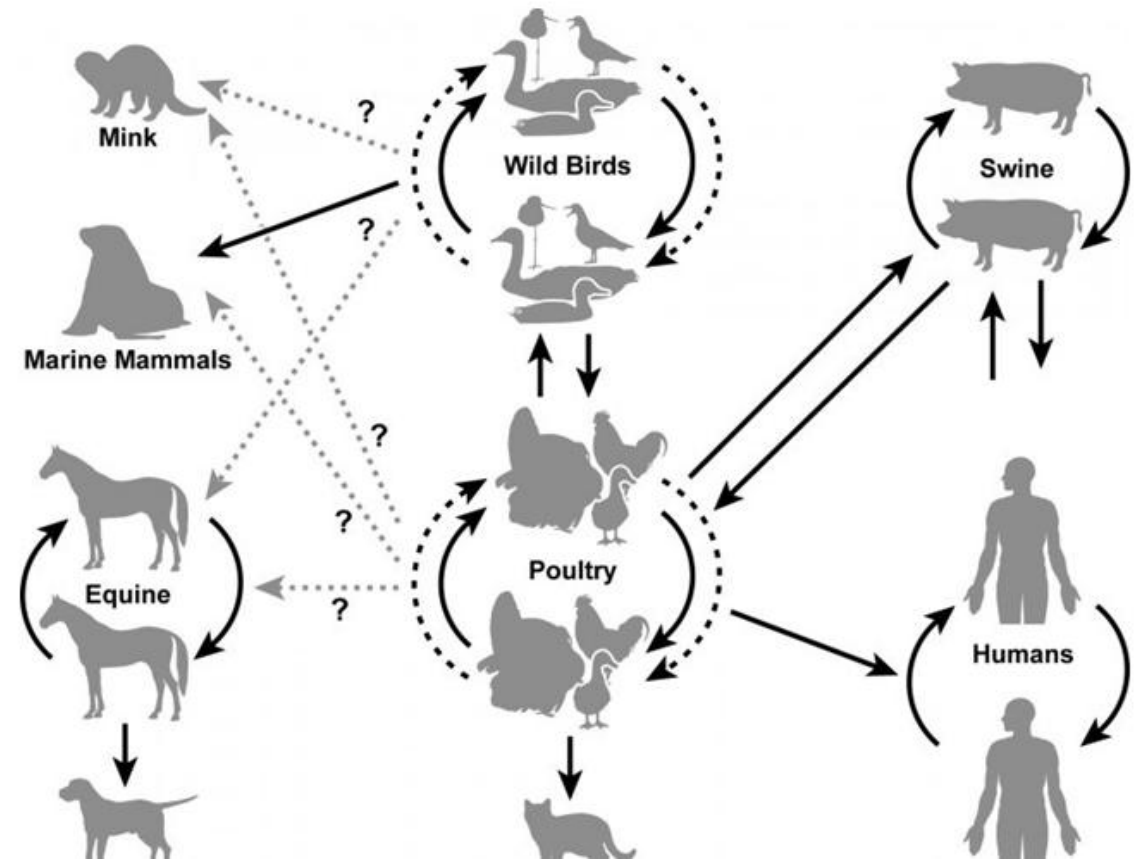 ?
Mink
Wild Birds
Swine
?
Marine Mammals
?
?
Equine
Poultry
?
Humans